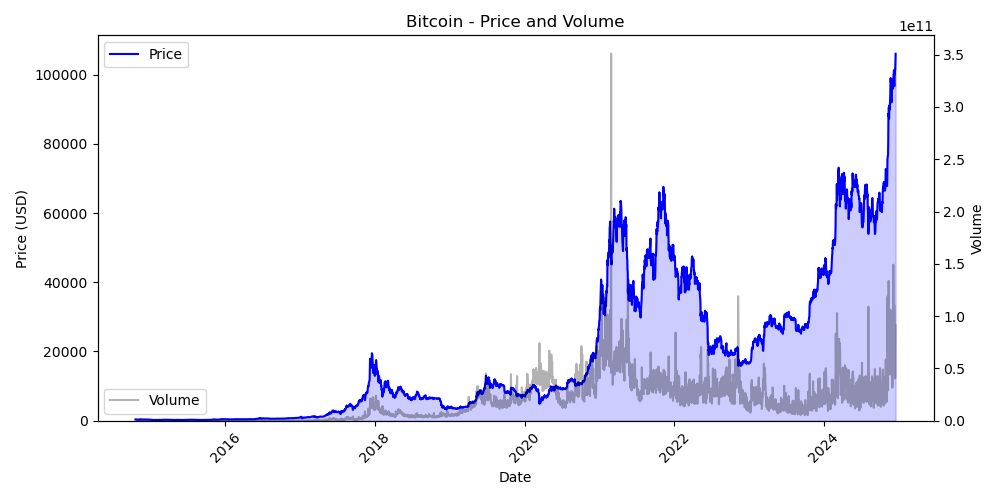 Bitcoin - Price and Volume
1e11
Price
Volume
Price (USD)
100000
80000
60000
40000
20000
0
3.5
3.0
2.5
2.0
1.5
1.0
0.5
0.0
Volume
2016
2018
2020
2022
2024
Date